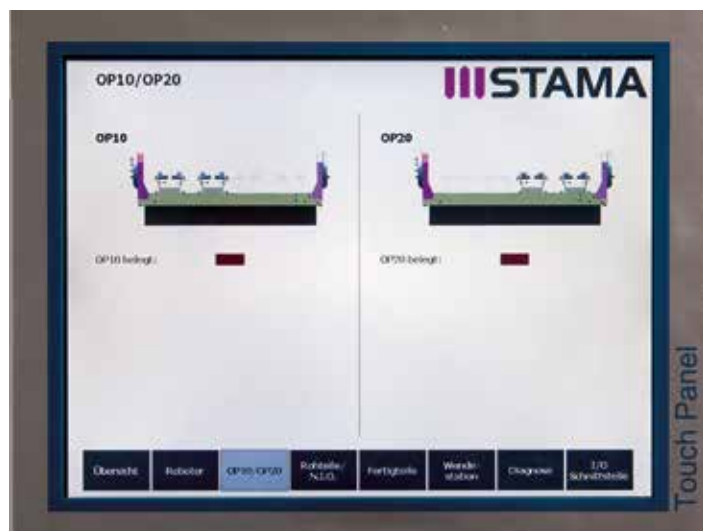 OP10/OP20
STAMA
OP10
OP20
OP10 belegt:
OP20 belegt:
Übersicht
Roboter
OP10/OP20
Rohteile/
N.I.O.
Fertigteile
Wende-
station
Diagnose
I/O
Schnittstelle
Touch Panel